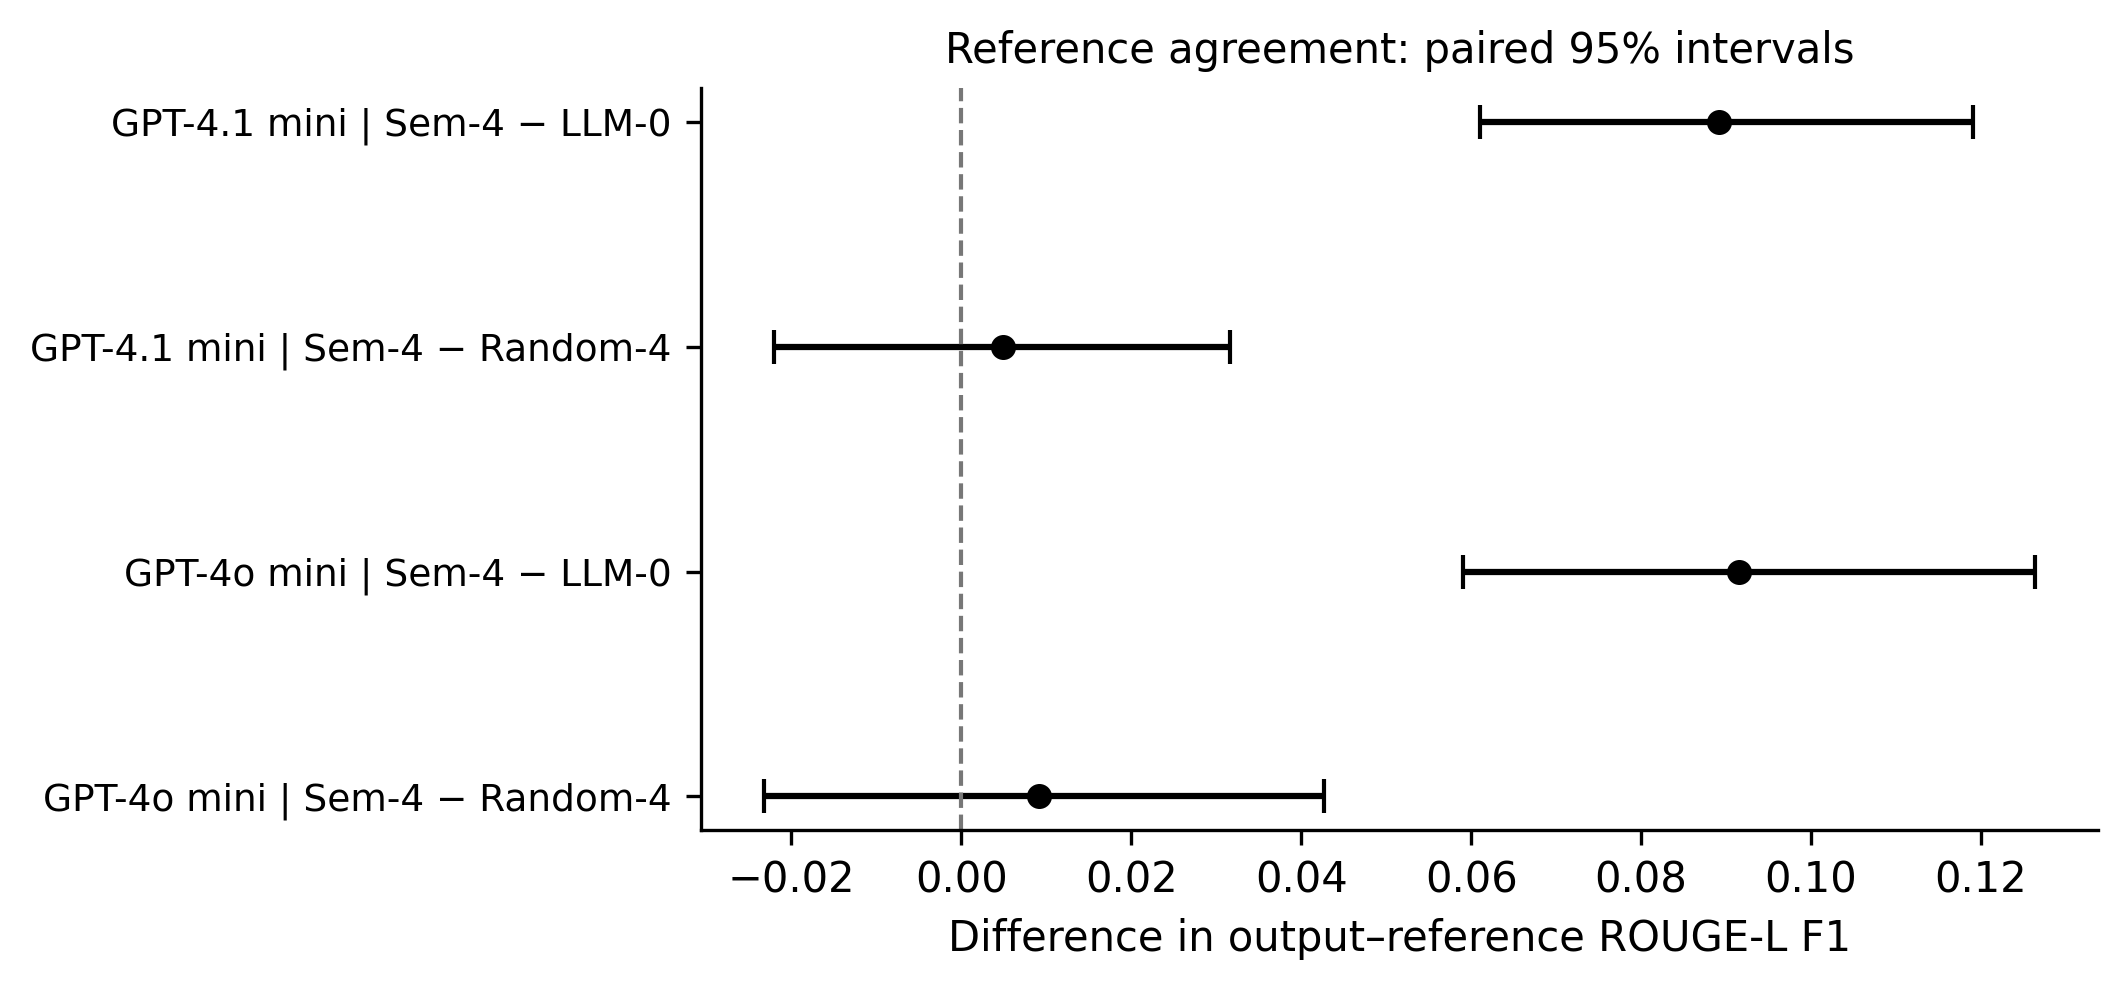 Reference agreement: paired 95% intervals
GPT-4.1 mini | Sem-4 − LLM-0
GPT-4.1 mini | Sem-4 − Random-4
GPT-4o mini | Sem-4 − LLM-0
GPT-4o mini | Sem-4 − Random-4
−0.02 0.00 0.02 0.04 0.06 0.08 0.10 0.12
Difference in output–reference ROUGE-L F1